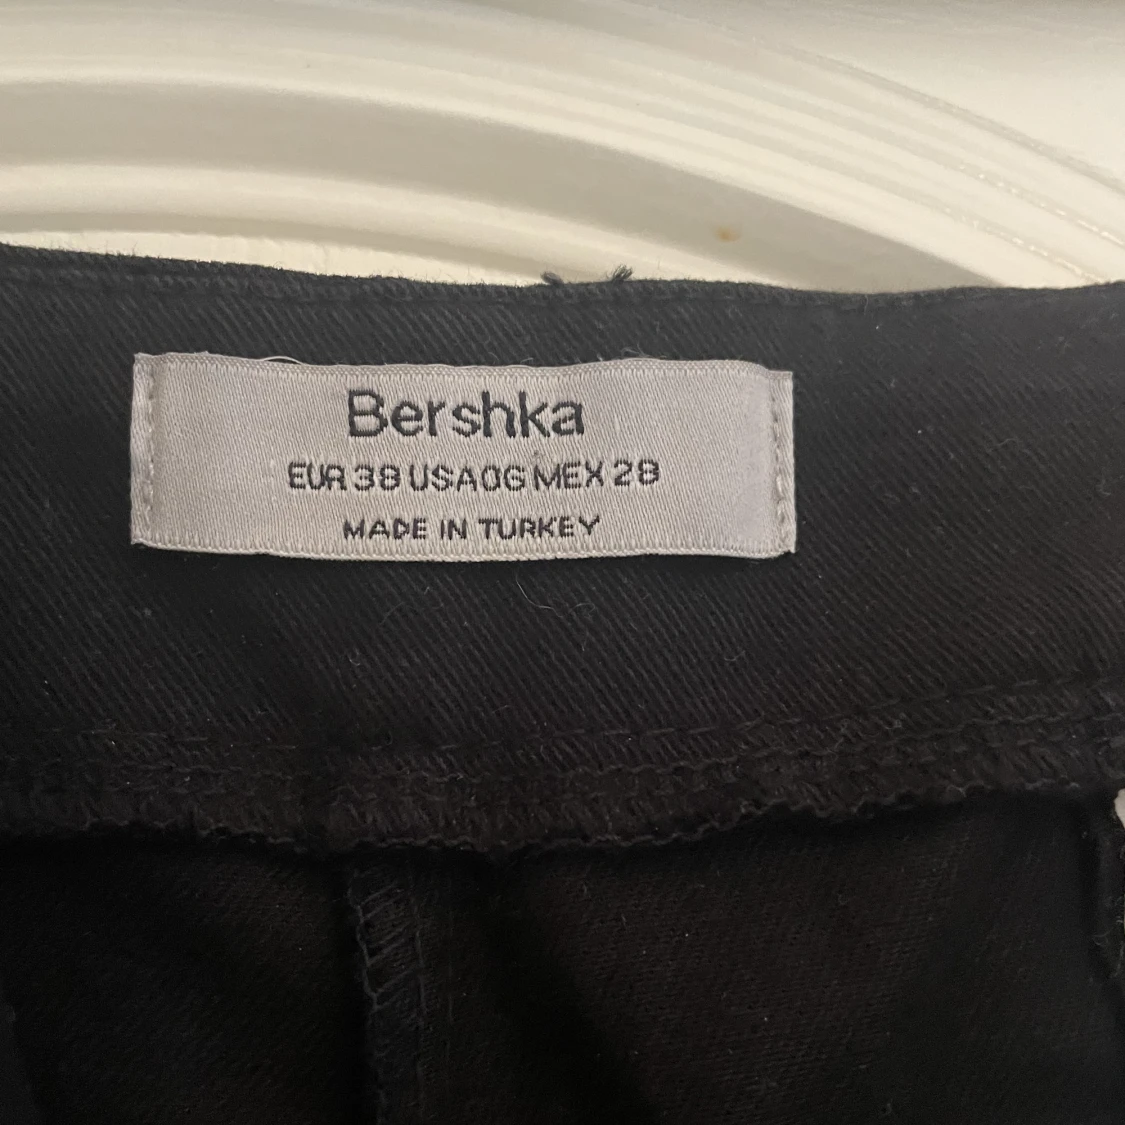 Bershka
EUR 38 USA 06 MEX 28
MADE IN TURKEY